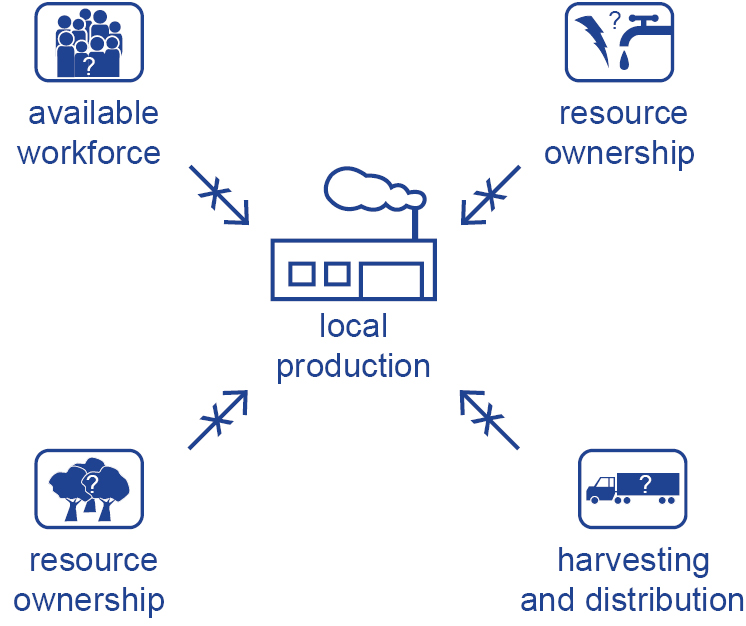 ?
available
workforce
?
resource
ownership
local
production
?
resource
ownership
?
harvesting
and distribution